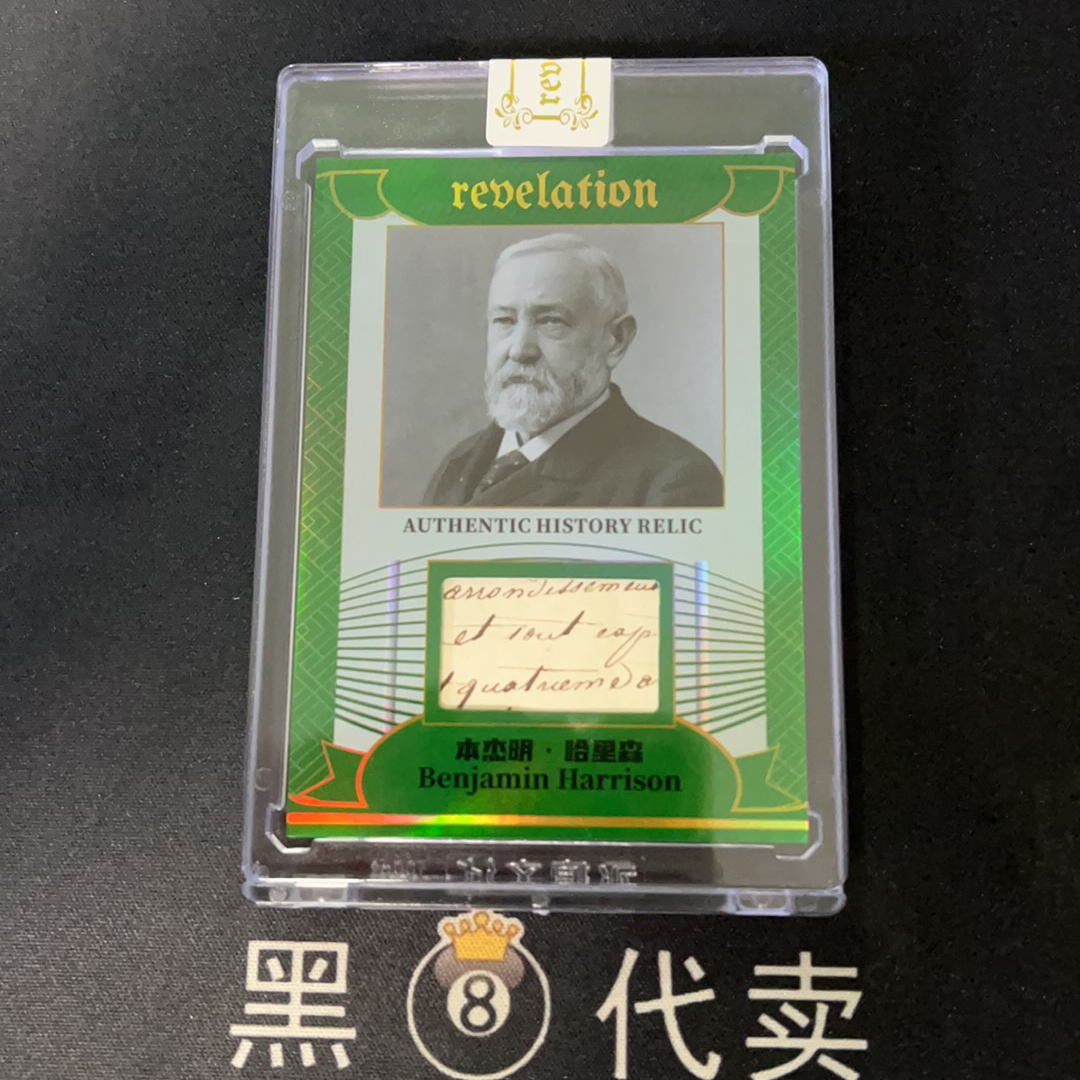 rev
revelation
AUTHENTIC HISTORY RELIC
arrondissemeu
et tout cap
quatrieme
本杰明·哈里森
Benjamin Harrison
黑 8 代卖